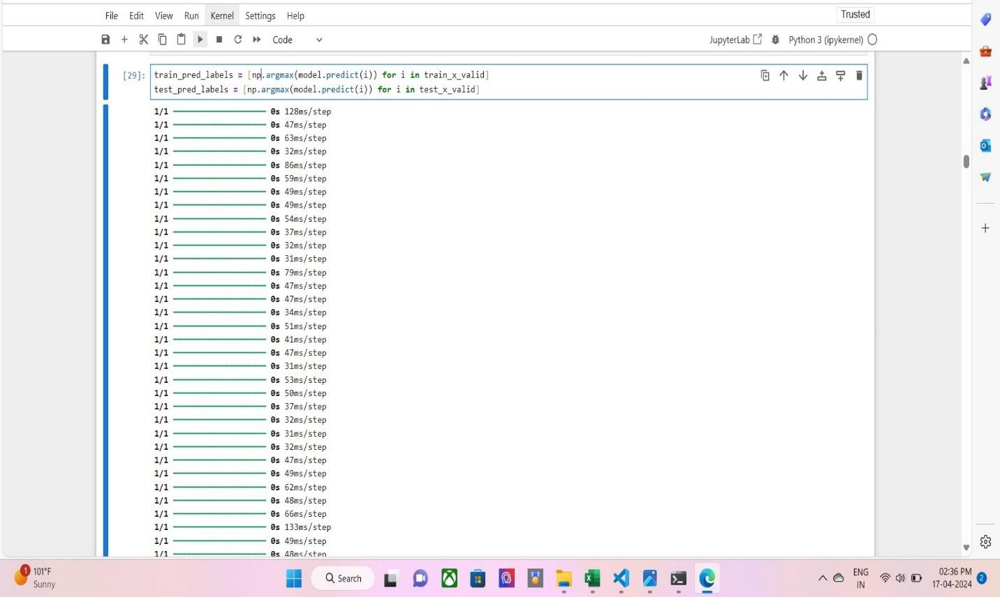 File Edit View Run Kernel Settings Help Trusted
Code JupyterLab Python 3 (ipykernel)
[29]: train_pred_labels = [np.argmax(model.predict(i)) for i in train_x_valid]
test_pred_labels = [np.argmax(model.predict(i)) for i in test_x_valid]
1/1 0s 128ms/step
1/1 0s 47ms/step
1/1 0s 63ms/step
1/1 0s 32ms/step
1/1 0s 86ms/step
1/1 0s 59ms/step
1/1 0s 49ms/step
1/1 0s 49ms/step
1/1 0s 54ms/step
1/1 0s 37ms/step
1/1 0s 32ms/step
1/1 0s 31ms/step
1/1 0s 79ms/step
1/1 0s 47ms/step
1/1 0s 47ms/step
1/1 0s 34ms/step
1/1 0s 51ms/step
1/1 0s 41ms/step
1/1 0s 47ms/step
1/1 0s 31ms/step
1/1 0s 53ms/step
1/1 0s 50ms/step
1/1 0s 37ms/step
1/1 0s 32ms/step
1/1 0s 31ms/step
1/1 0s 32ms/step
1/1 0s 47ms/step
1/1 0s 49ms/step
1/1 0s 62ms/step
1/1 0s 48ms/step
1/1 0s 66ms/step
1/1 0s 133ms/step
1/1 0s 49ms/step
1/1 0s 48ms/step
1 101°F
Sunny
Search
ENG
IN
02:36 PM
17-04-2024 2